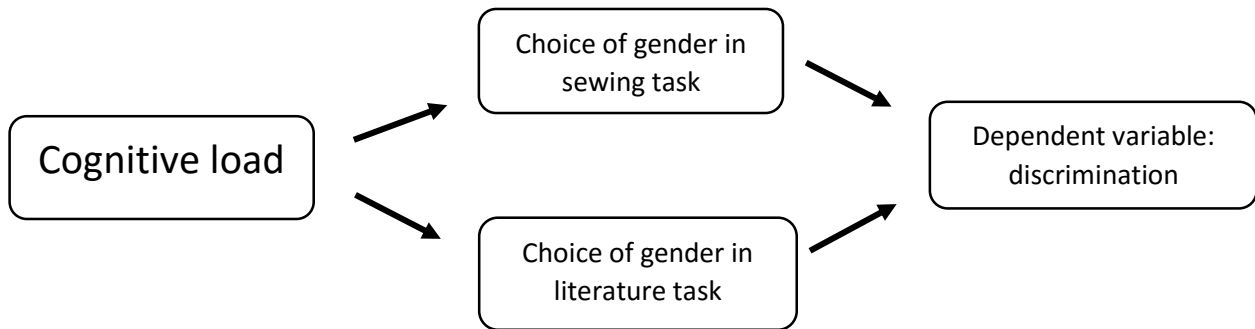 Choice of gender in
sewing task
Cognitive load
Dependent variable:
discrimination
Choice of gender in
literature task